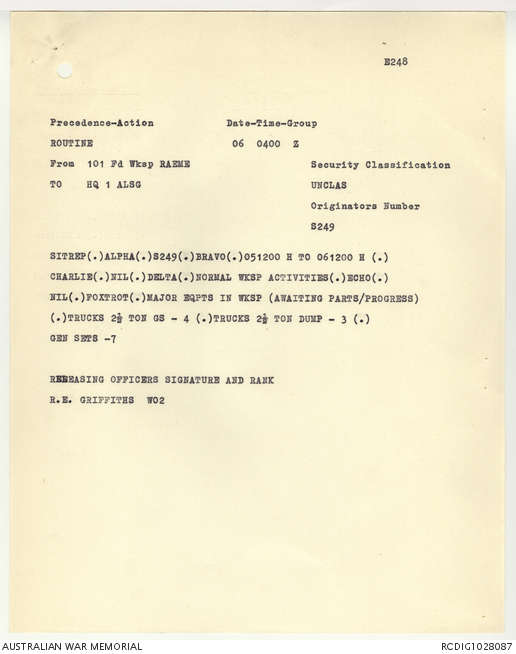 E248
Precedence-Action Date-Time-Group
ROUTINE 06 0400 Z
From 101 Fd Wksp RAEME Security Classification
TO HQ 1 ALSG UNCLAS
Originators Number
S249
SITREP(.)ALPHA(.)S249(.)BRAVO(.)051200 H TO 061200 H (.)
CHARLIE(.)NIL(.)DELTA(.)NORMAL WKSP ACTIVITIES(.)ECHO(.)
NIL(.)FOXTROT(.)MAJOR EQPTS IN WKSP (AWAITING PARTS/PROGRESS)
(.)TRUCKS 2½ TON GS - 4 (.)TRUCKS 2½ TON DUMP - 3 (.)
GEN SETS -7
RELEASING OFFICERS SIGNATURE AND RANK
R.E. GRIFFITHS WO2
AUSTRALIAN WAR MEMORIAL RCDIG1028087